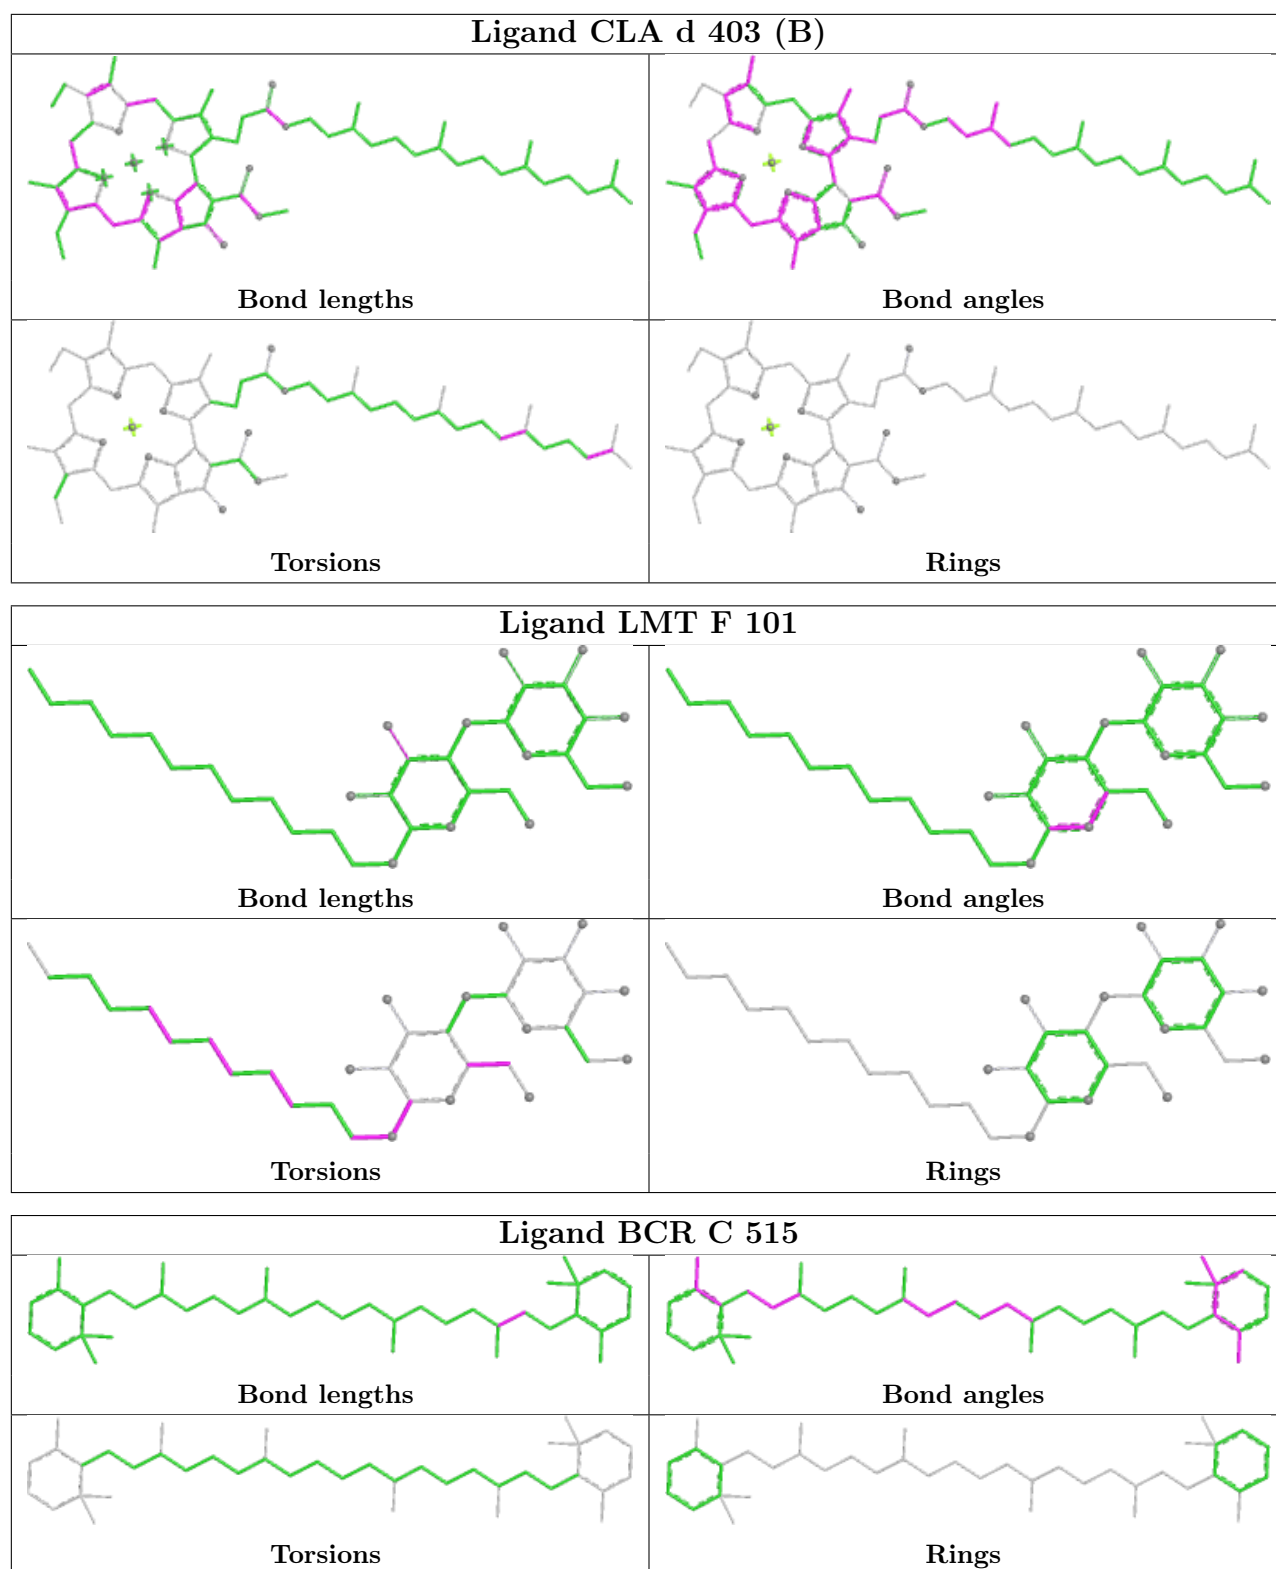 Ligand CLA d 403 (B)
Bond lengths
Bond angles
Torsions
Rings
Ligand LMT F 101
Bond lengths
Bond angles
Torsions
Rings
Ligand BCR C 515
Bond lengths
Bond angles
Torsions
Rings